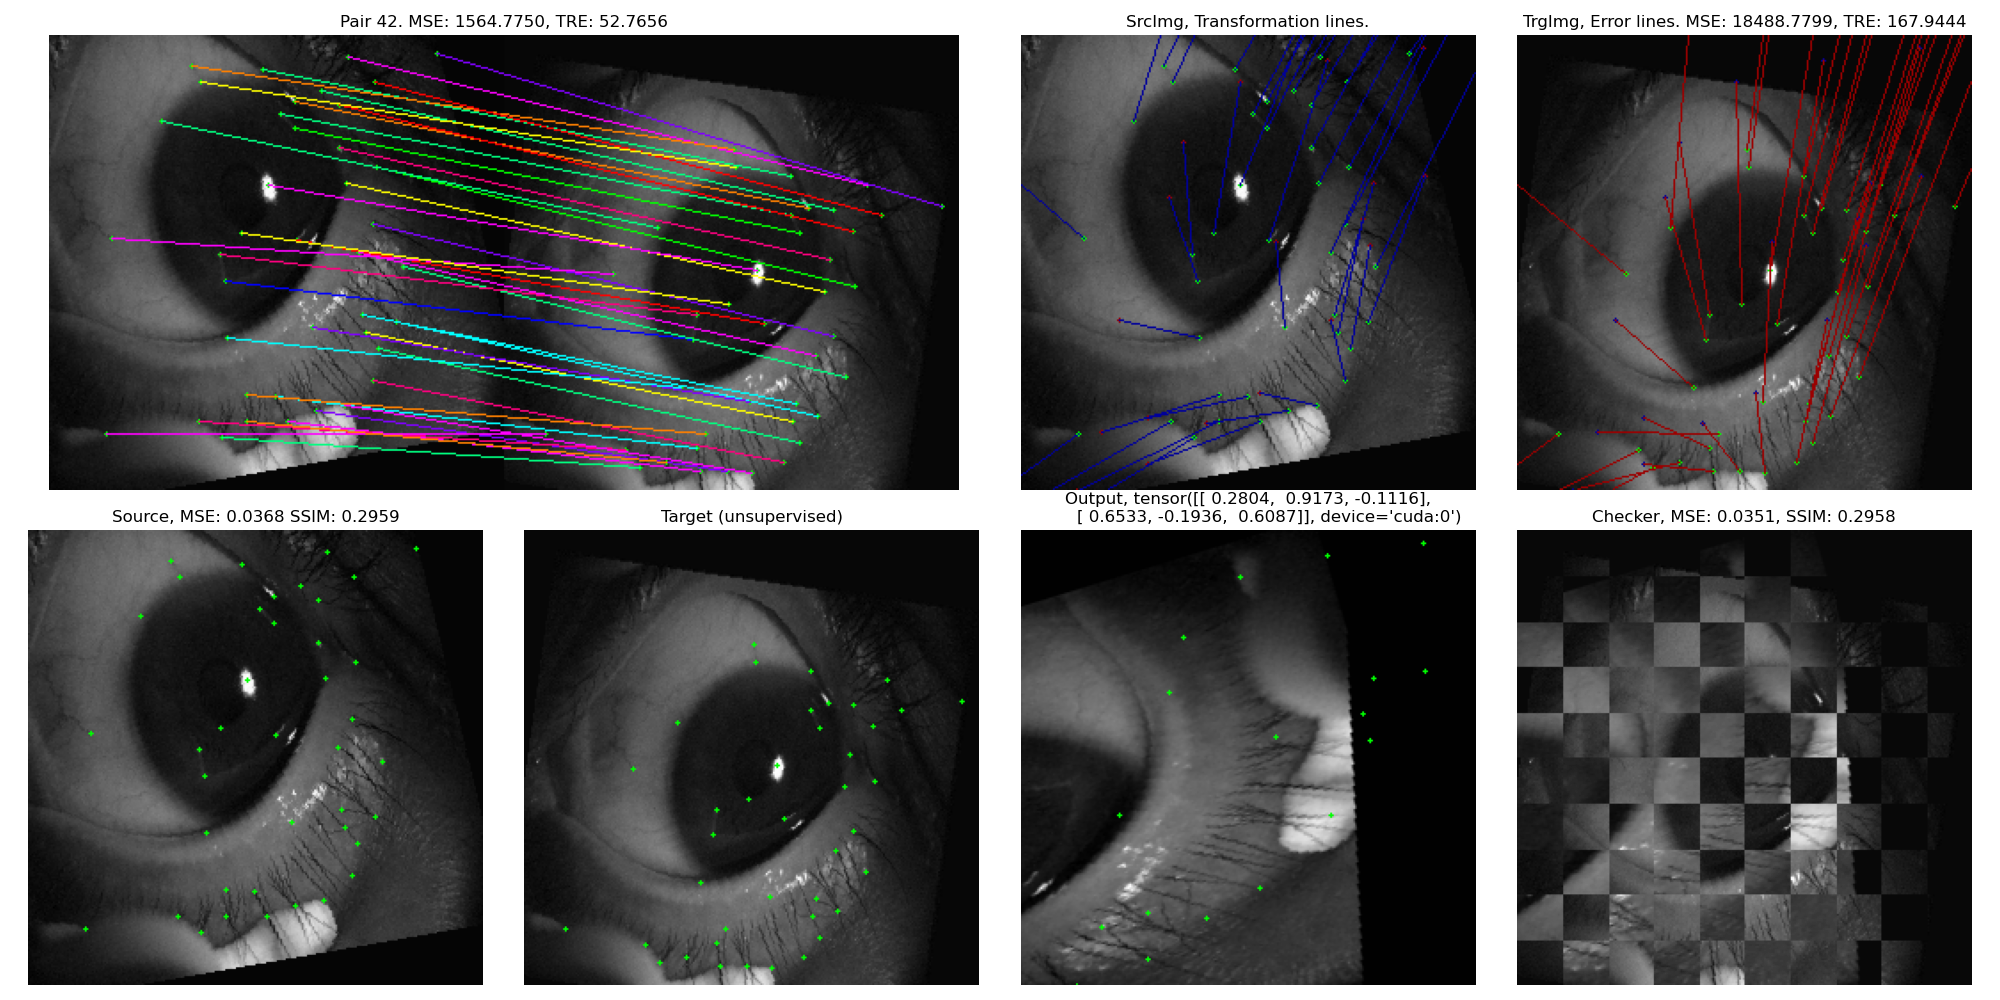 Pair 42. MSE: 1564.7750, TRE: 52.7656
SrcImg, Transformation lines.
TrgImg, Error lines. MSE: 18488.7799, TRE: 167.9444
Source, MSE: 0.0368 SSIM: 0.2959
Target (unsupervised)
Output, tensor([[ 0.2804,  0.9173, -0.1116],
[ 0.6533, -0.1936,  0.6087]], device='cuda:0')
Checker, MSE: 0.0351, SSIM: 0.2958